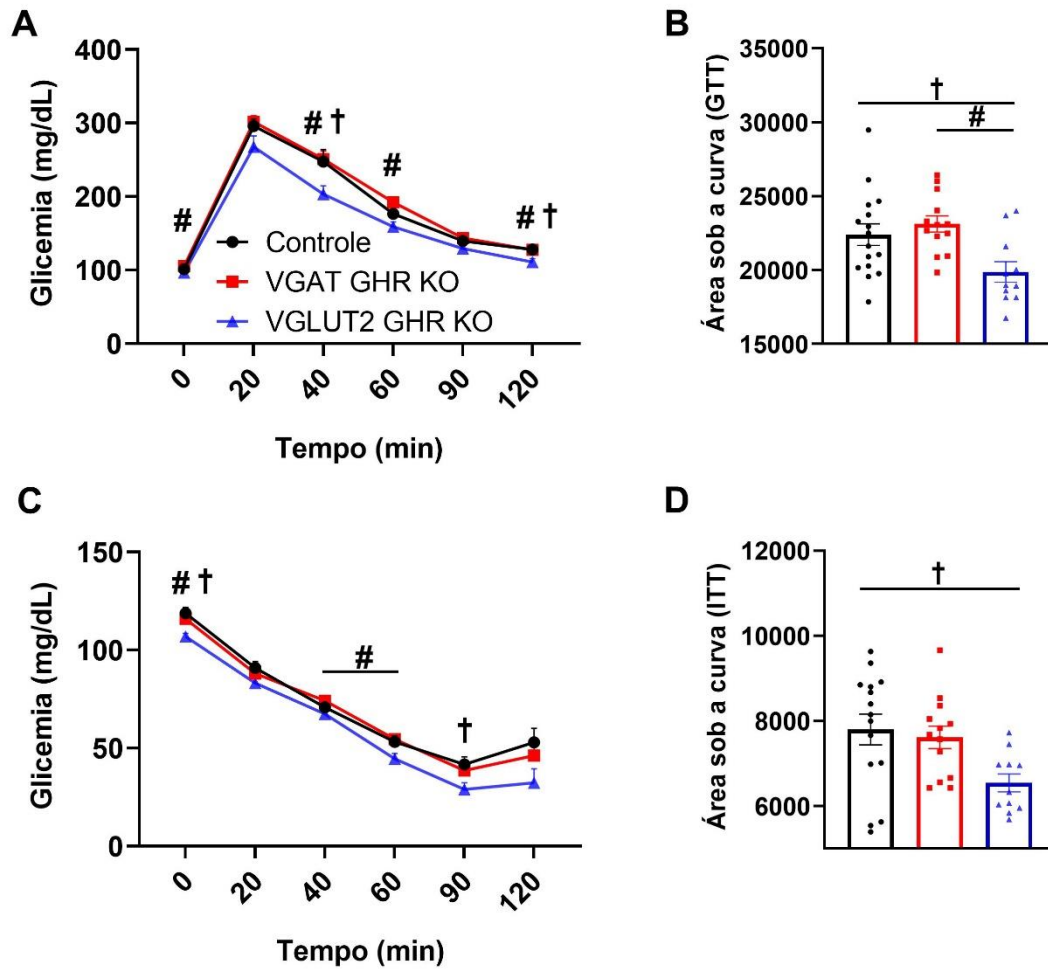 A
Glicemia (mg/dL)
400
300
200
100
0
#
# †
#
# †
Controle
VGAT GHR KO
VGLUT2 GHR KO
0 20 40 60 90 120
Tempo (min)
B
Área sob a curva (GTT)
35000
30000
25000
20000
15000
†
#
C
Glicemia (mg/dL)
150
100
50
0
# †
#
†
0 20 40 60 90 120
Tempo (min)
D
Área sob a curva (ITT)
12000
10000
8000
6000
†